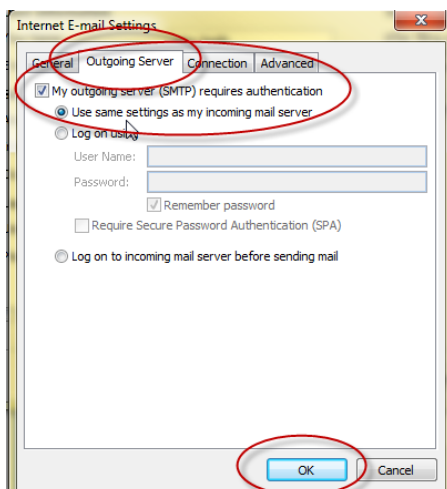 Internet E-mail Settings
General Outgoing Server Connection Advanced
My outgoing server (SMTP) requires authentication
Use same settings as my incoming mail server
Log on using
User Name:
Password:
Remember password
Require Secure Password Authentication (SPA)
Log on to incoming mail server before sending mail
OK Cancel